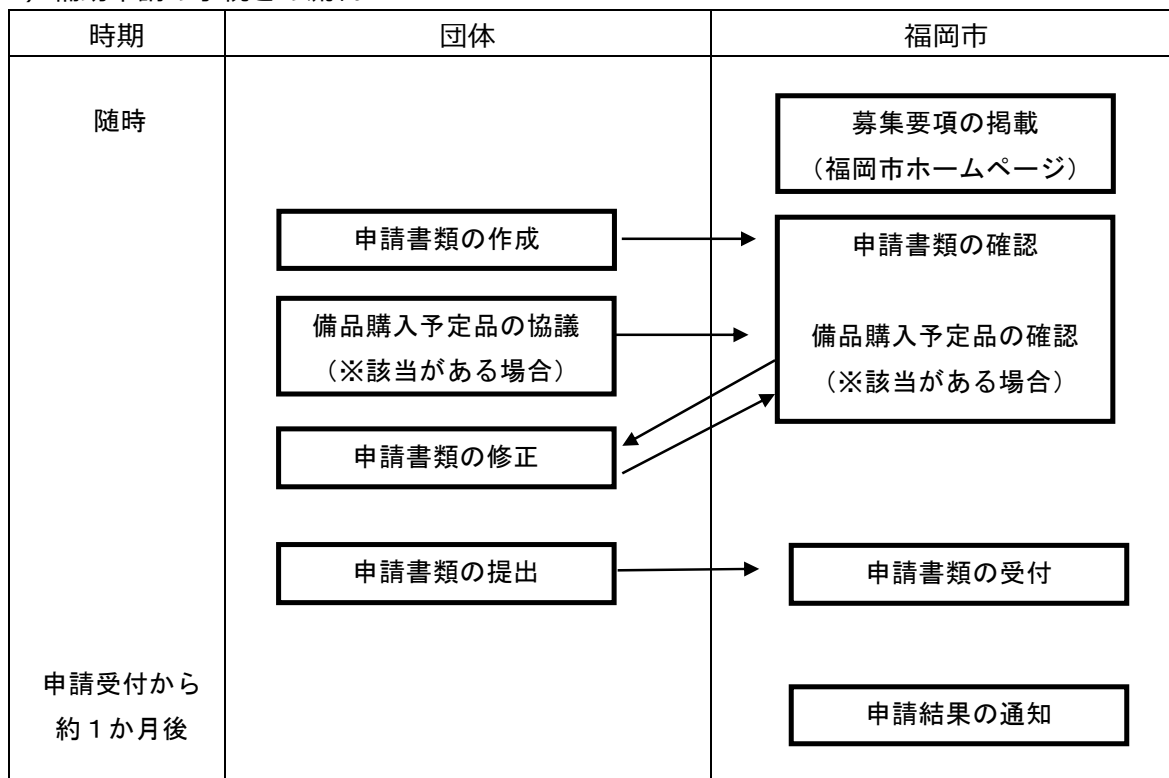 時期
団体
福岡市
随時
募集要項の掲載
（福岡市ホームページ）
申請書類の作成
申請書類の確認
備品購入予定品の協議
（※該当がある場合）
備品購入予定品の確認
（※該当がある場合）
申請書類の修正
申請書類の提出
申請書類の受付
申請受付から
約１か月後
申請結果の通知